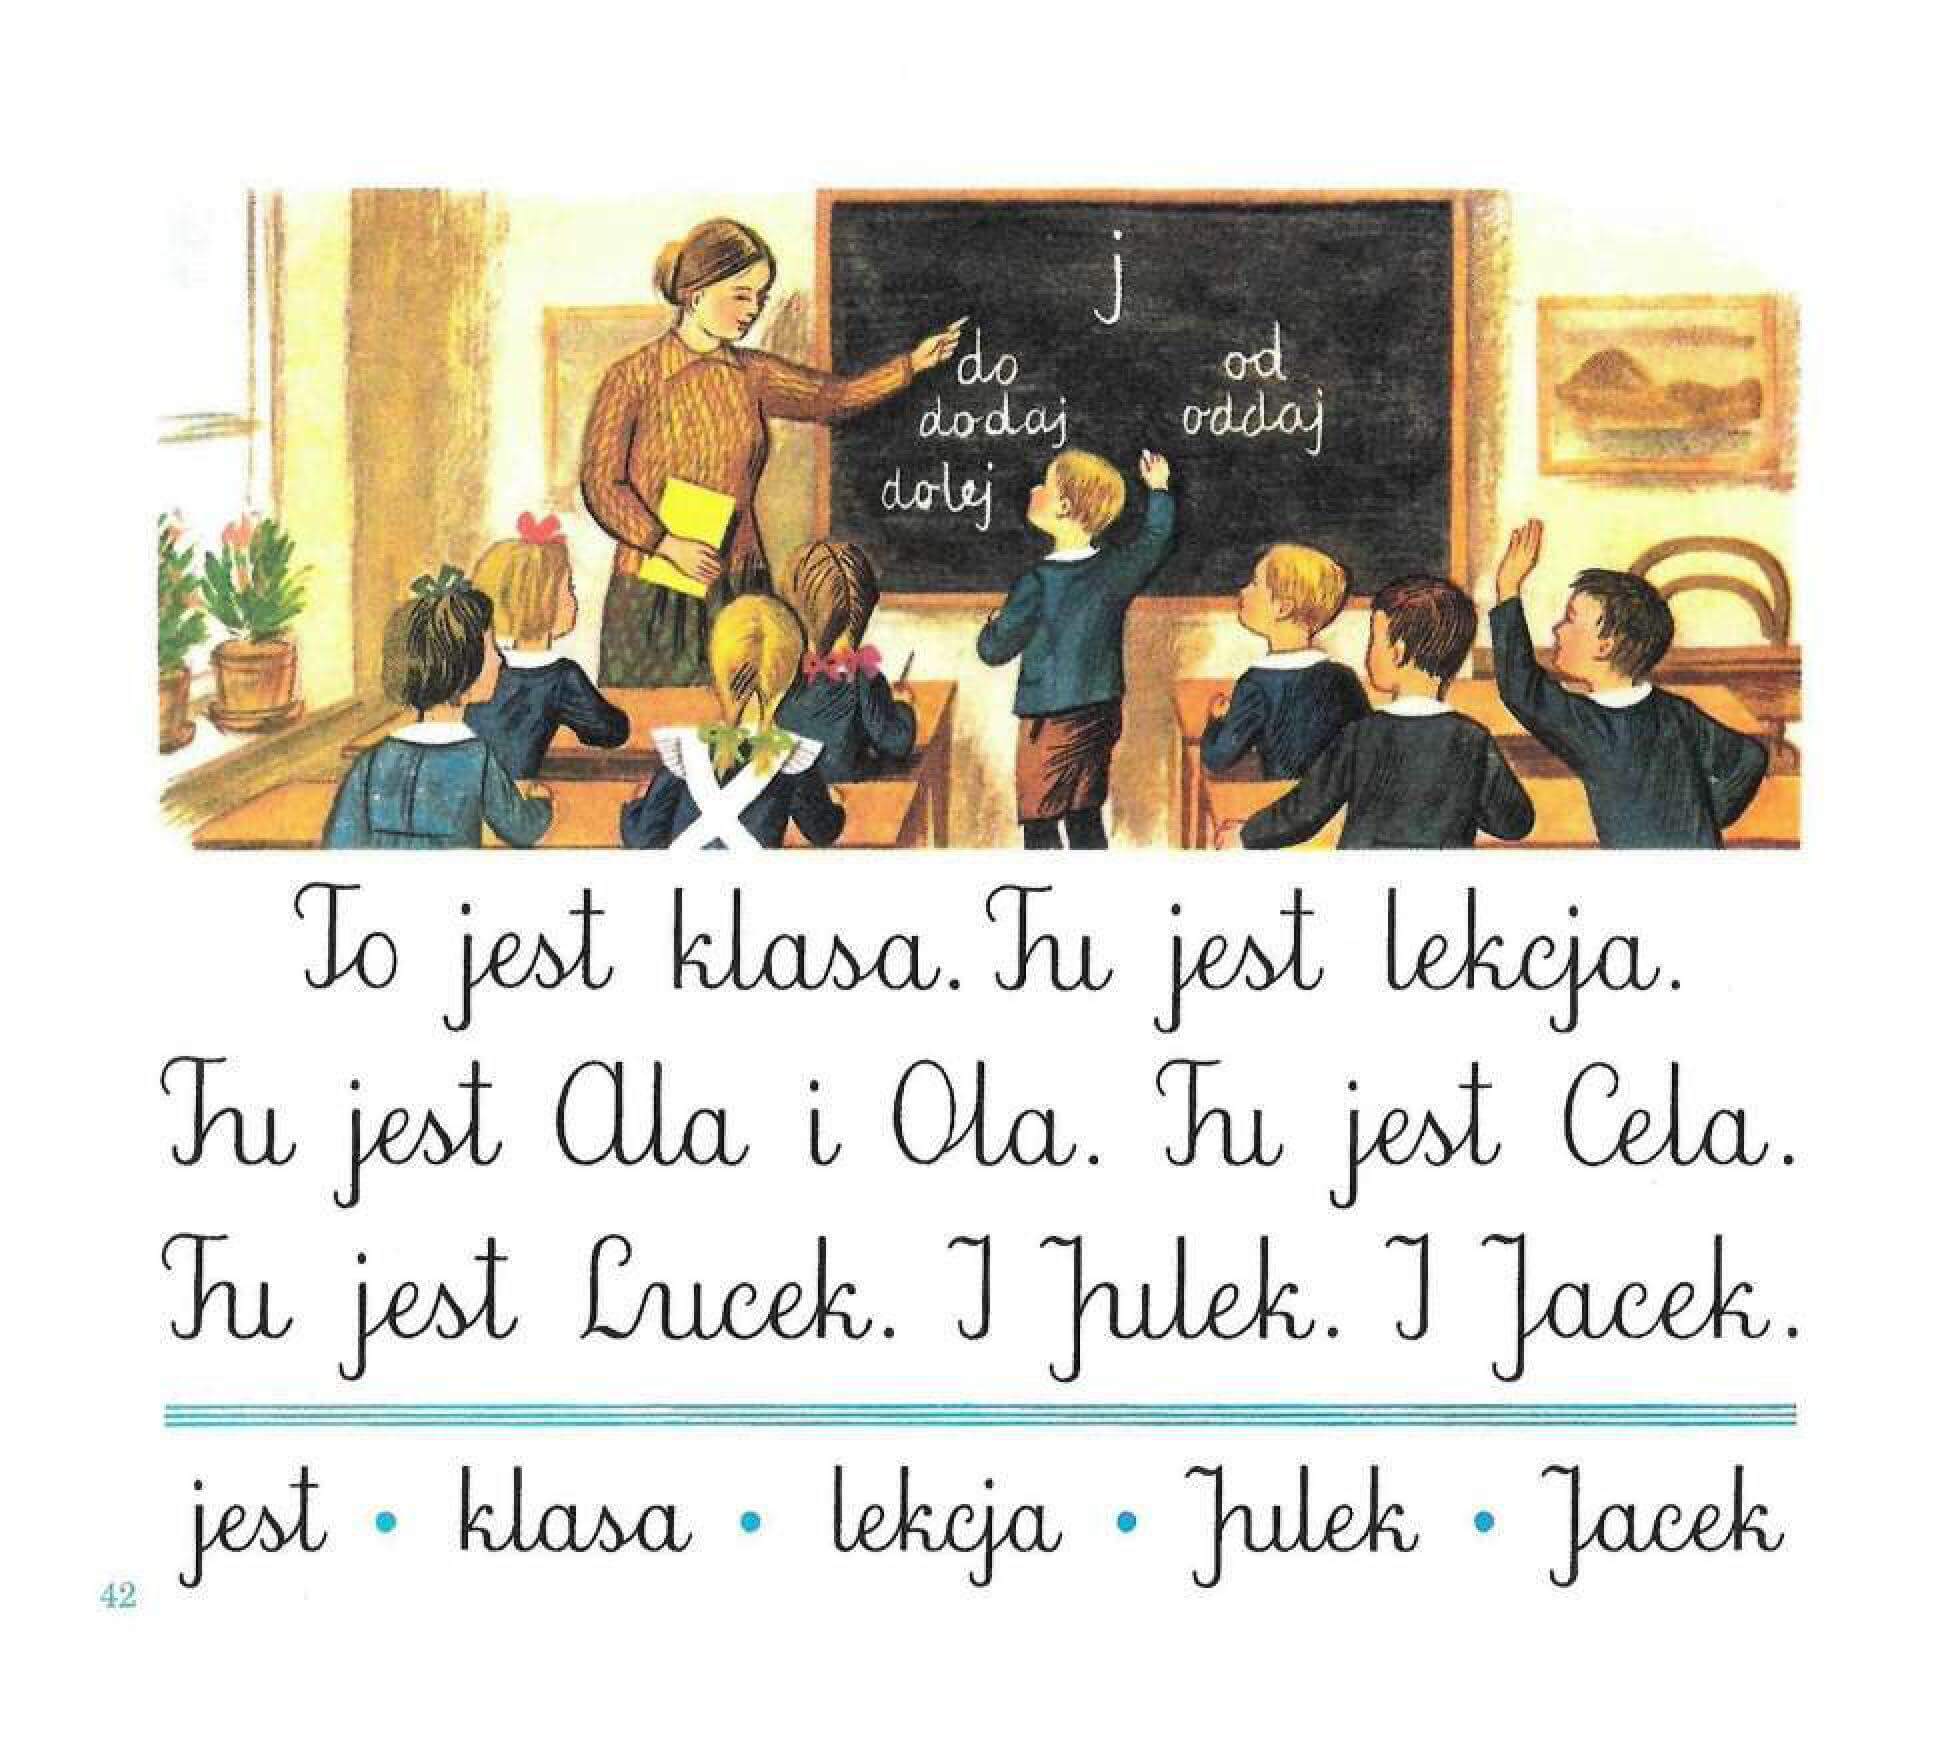 j
do od
dodaj oddaj
dolej
To jest klasa. Tu jest lekcja.
Tu jest Ala i Ola. Tu jest Cela.
Tu jest Lucek. I Julek. I Jacek.
jest • klasa • lekcja • Julek • Jacek
42